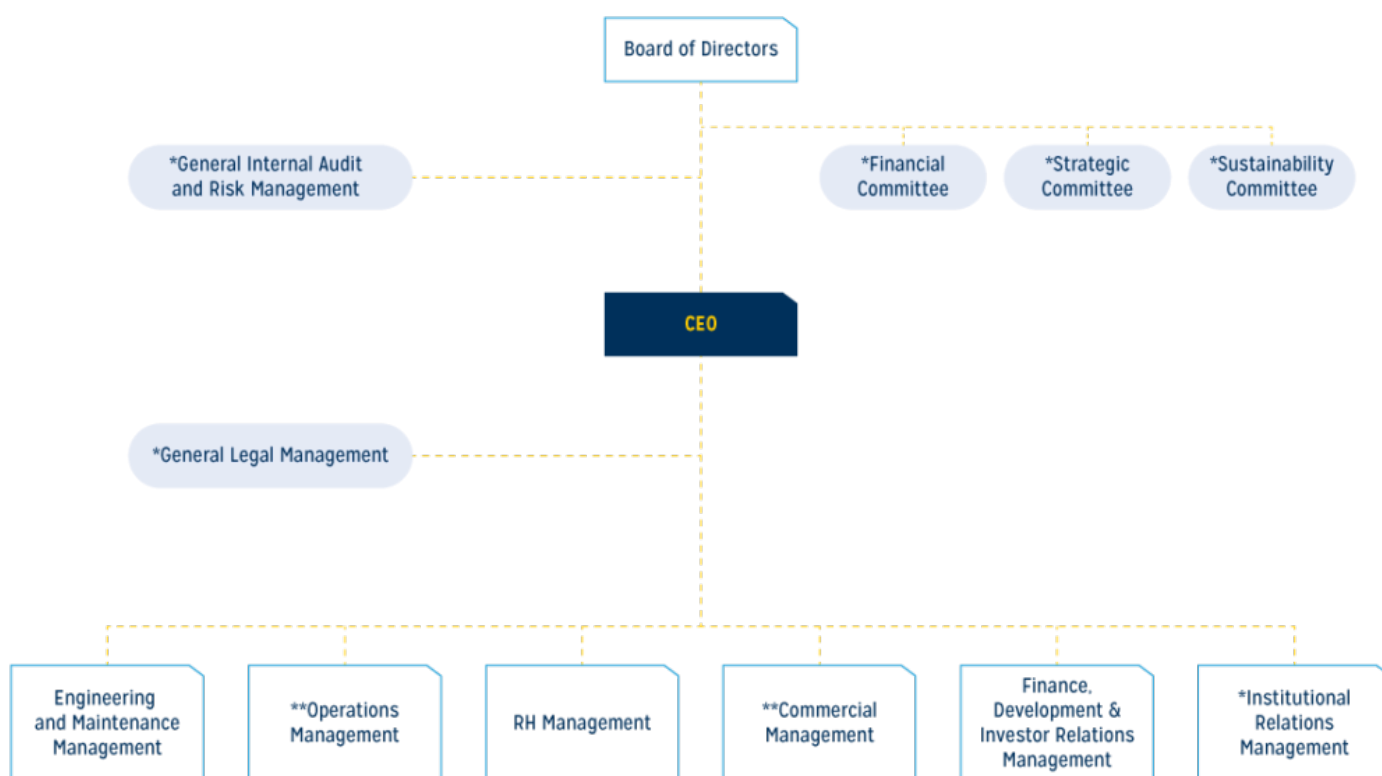 Board of Directors
*General Internal Audit
and Risk Management
*Financial
Committee
*Strategic
Committee
*Sustainability
Committee
CEO
*General Legal Management
Engineering
and Maintenance
Management
**Operations
Management
RH Management
**Commercial
Management
Finance,
Development &
Investor Relations
Management
*Institutional
Relations
Management